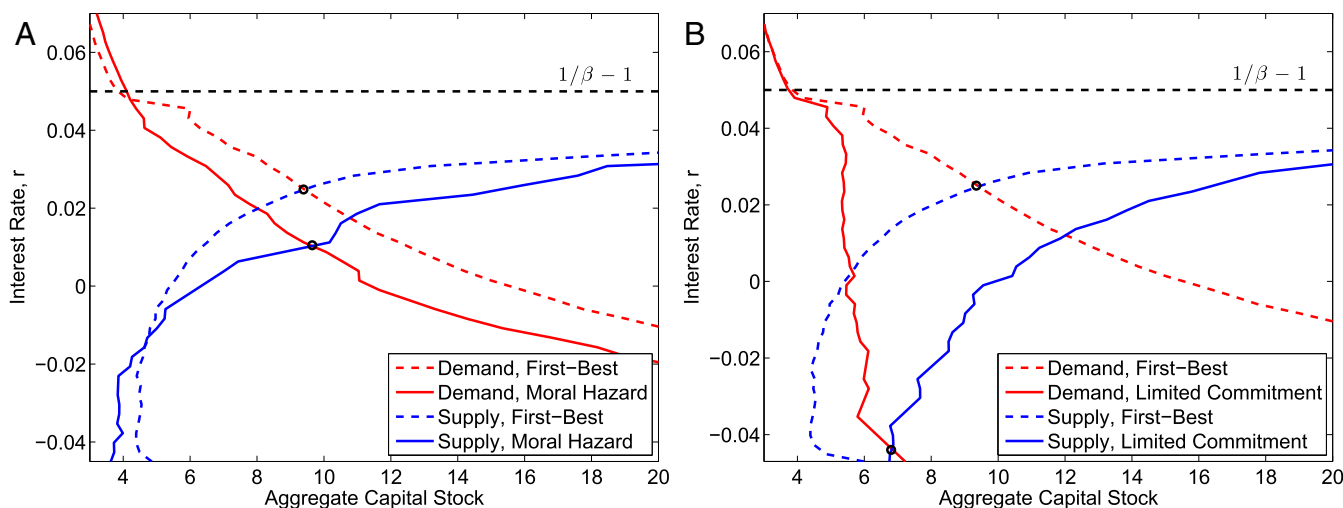 A
1/β − 1
0.06
0.04
0.02
0
−0.02
−0.04
Interest Rate, r
4 6 8 10 12 14 16 18 20
Aggregate Capital Stock
Demand, First−Best
Demand, Moral Hazard
Supply, First−Best
Supply, Moral Hazard
B
1/β − 1
0.06
0.04
0.02
0
−0.02
−0.04
Interest Rate, r
4 6 8 10 12 14 16 18 20
Aggregate Capital Stock
Demand, First−Best
Demand, Limited Commitment
Supply, First−Best
Supply, Limited Commitment